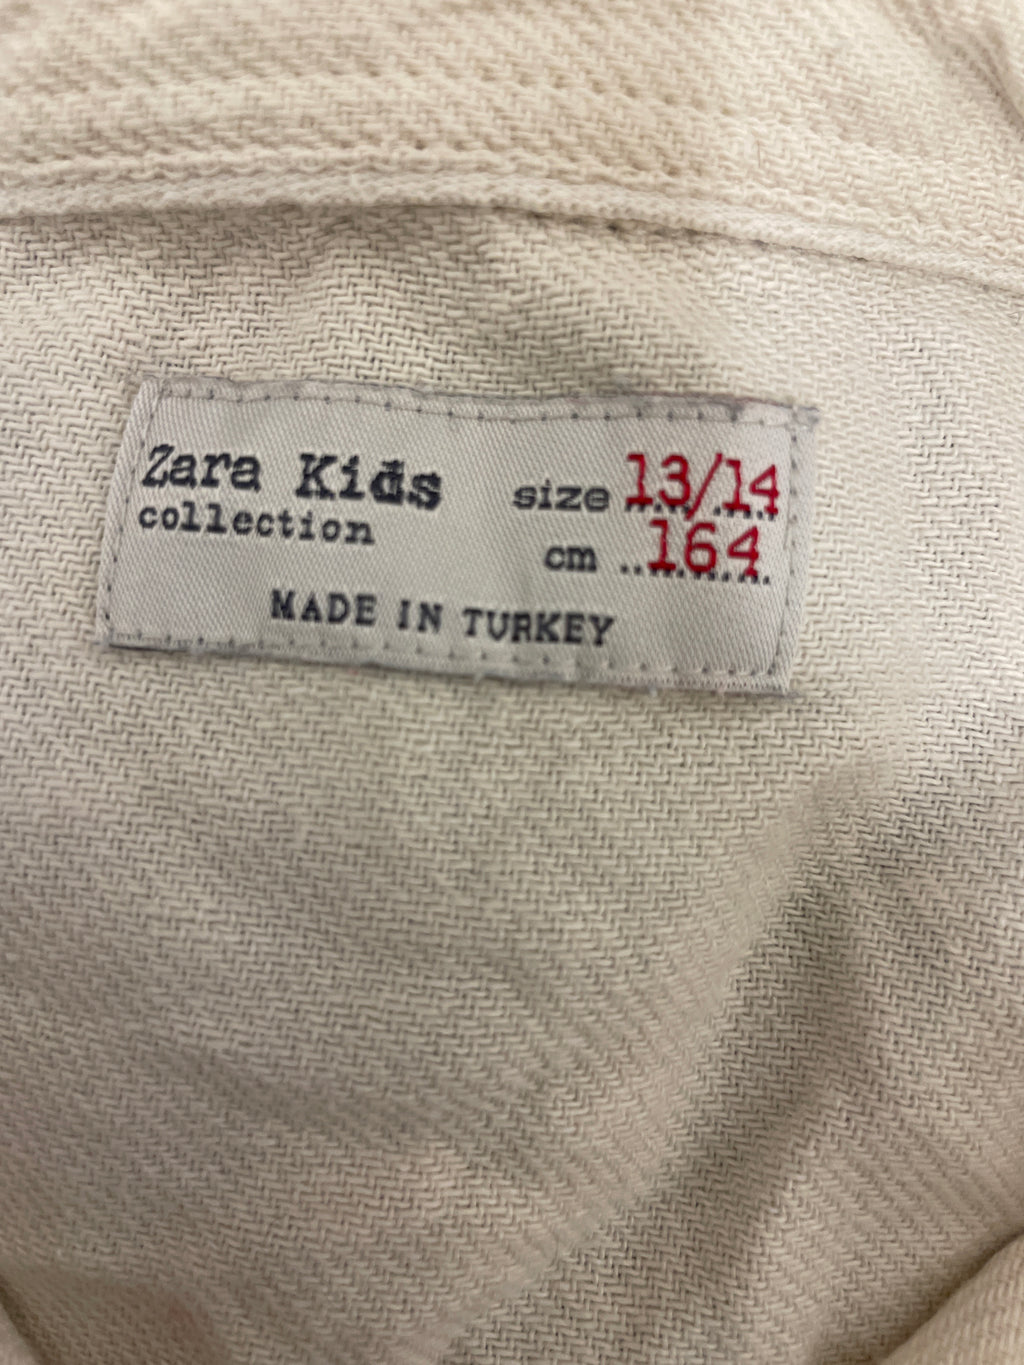 Zara Kids size 13/14
collection
cm ..164
MADE IN TURKEY